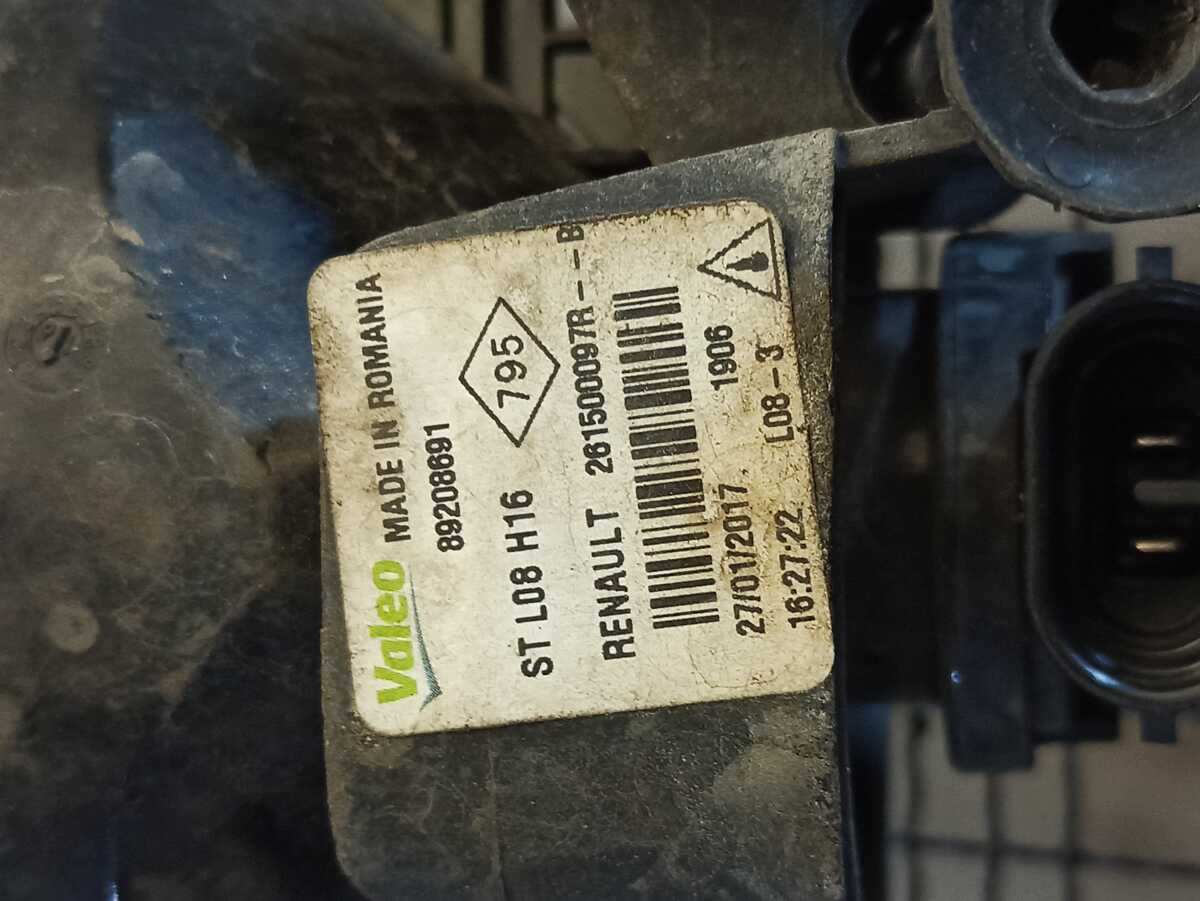 Valeo MADE IN ROMANIA
89208691
ST L08 H16 795
RENAULT 261500097R--B
27/01/2017 1906
16:27:22 L08-3